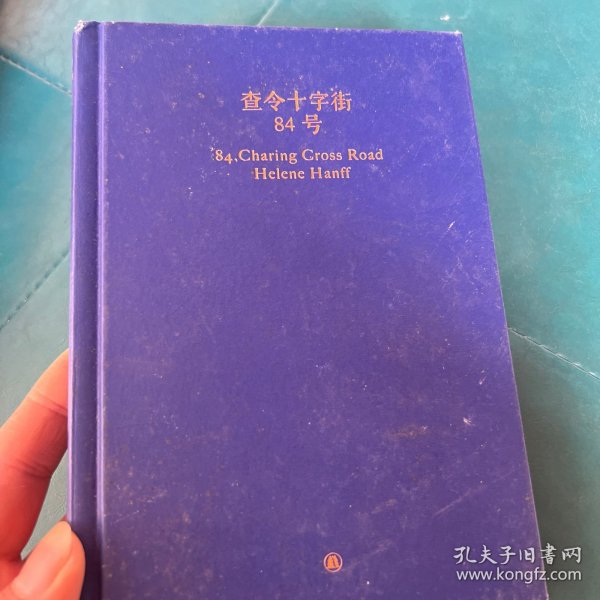 查令十字街
84号
84, Charing Cross Road
Helene Hanff
孔夫子旧书网
www.kongfz.com